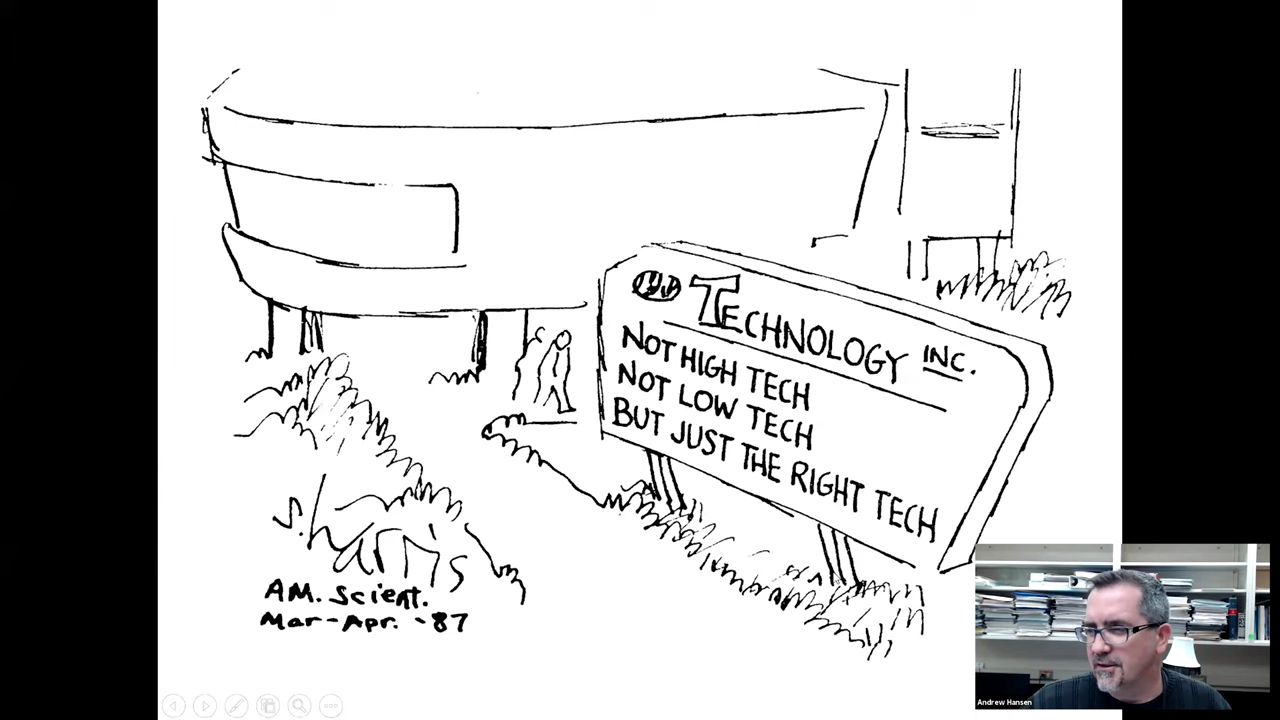 TECHNOLOGY INC.
NOT HIGH TECH
NOT LOW TECH
BUT JUST THE RIGHT TECH
S. harris
AM. Scient.
Mar-Apr. -87
Andrew Hansen